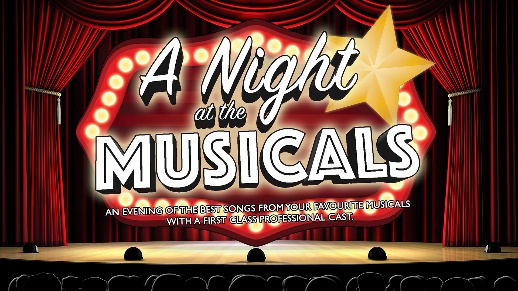 A Night
at the
MUSICALS
AN EVENING OF THE BEST SONGS FROM YOUR FAVOURITE MUSICALS
WITH A FIRST CLASS PROFESSIONAL CAST.